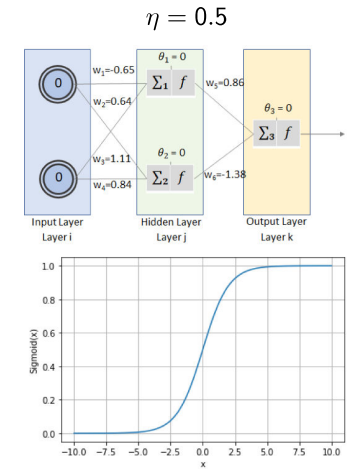 η = 0.5
θ₁ = 0
w₁=-0.65
0
Σ₁ f
w₅=0.86
w₂=0.64
θ₃ = 0
Σ₃ f
θ₂ = 0
w₃=1.11
0
Σ₂ f
w₄=0.84
w₆=-1.38
Input Layer
Layer i
Hidden Layer
Layer j
Output Layer
Layer k
1.0
0.8
0.6
0.4
0.2
0.0
Sigmoid(x)
−10.0 −7.5 −5.0 −2.5 0.0 2.5 5.0 7.5 10.0
x